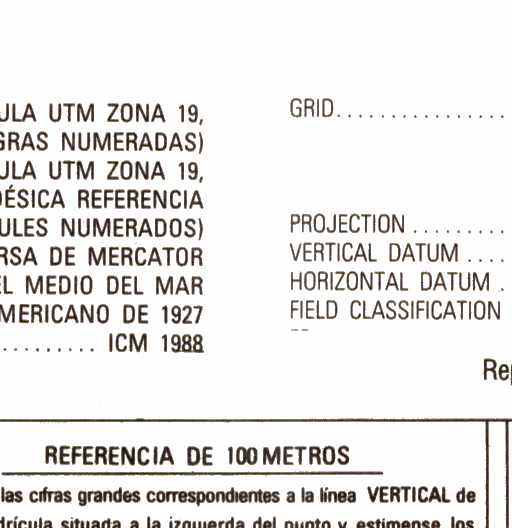 ULA UTM ZONA 19,
GRAS NUMERADAS)
ULA UTM ZONA 19,
DÉSICA REFERENCIA
ULES NUMERADOS)
RSA DE MERCATOR
EL MEDIO DEL MAR
MERICANO DE 1927
.......... ICM 1988
GRID................
PROJECTION .........
VERTICAL DATUM ....
HORIZONTAL DATUM .
FIELD CLASSIFICATION
Rep
REFERENCIA DE 100 METROS
las cifras grandes correspondientes a la línea VERTICAL de
drícula situada a la izquierda del punto y estímense los